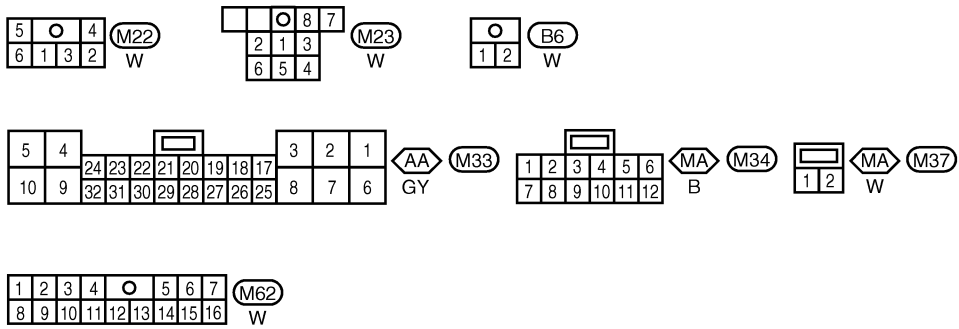 5 4 M22
6 1 3 2 W
8 7
2 1 3 M23
6 5 4 W
B6
1 2 W
5 4 3 2 1 AA M33
24 23 22 21 20 19 18 17
10 9 8 7 6 GY
32 31 30 29 28 27 26 25
1 2 3 4 5 6 MA M34
7 8 9 10 11 12 B
MA M37
1 2 W
1 2 3 4 5 6 7 M62
8 9 10 11 12 13 14 15 16 W